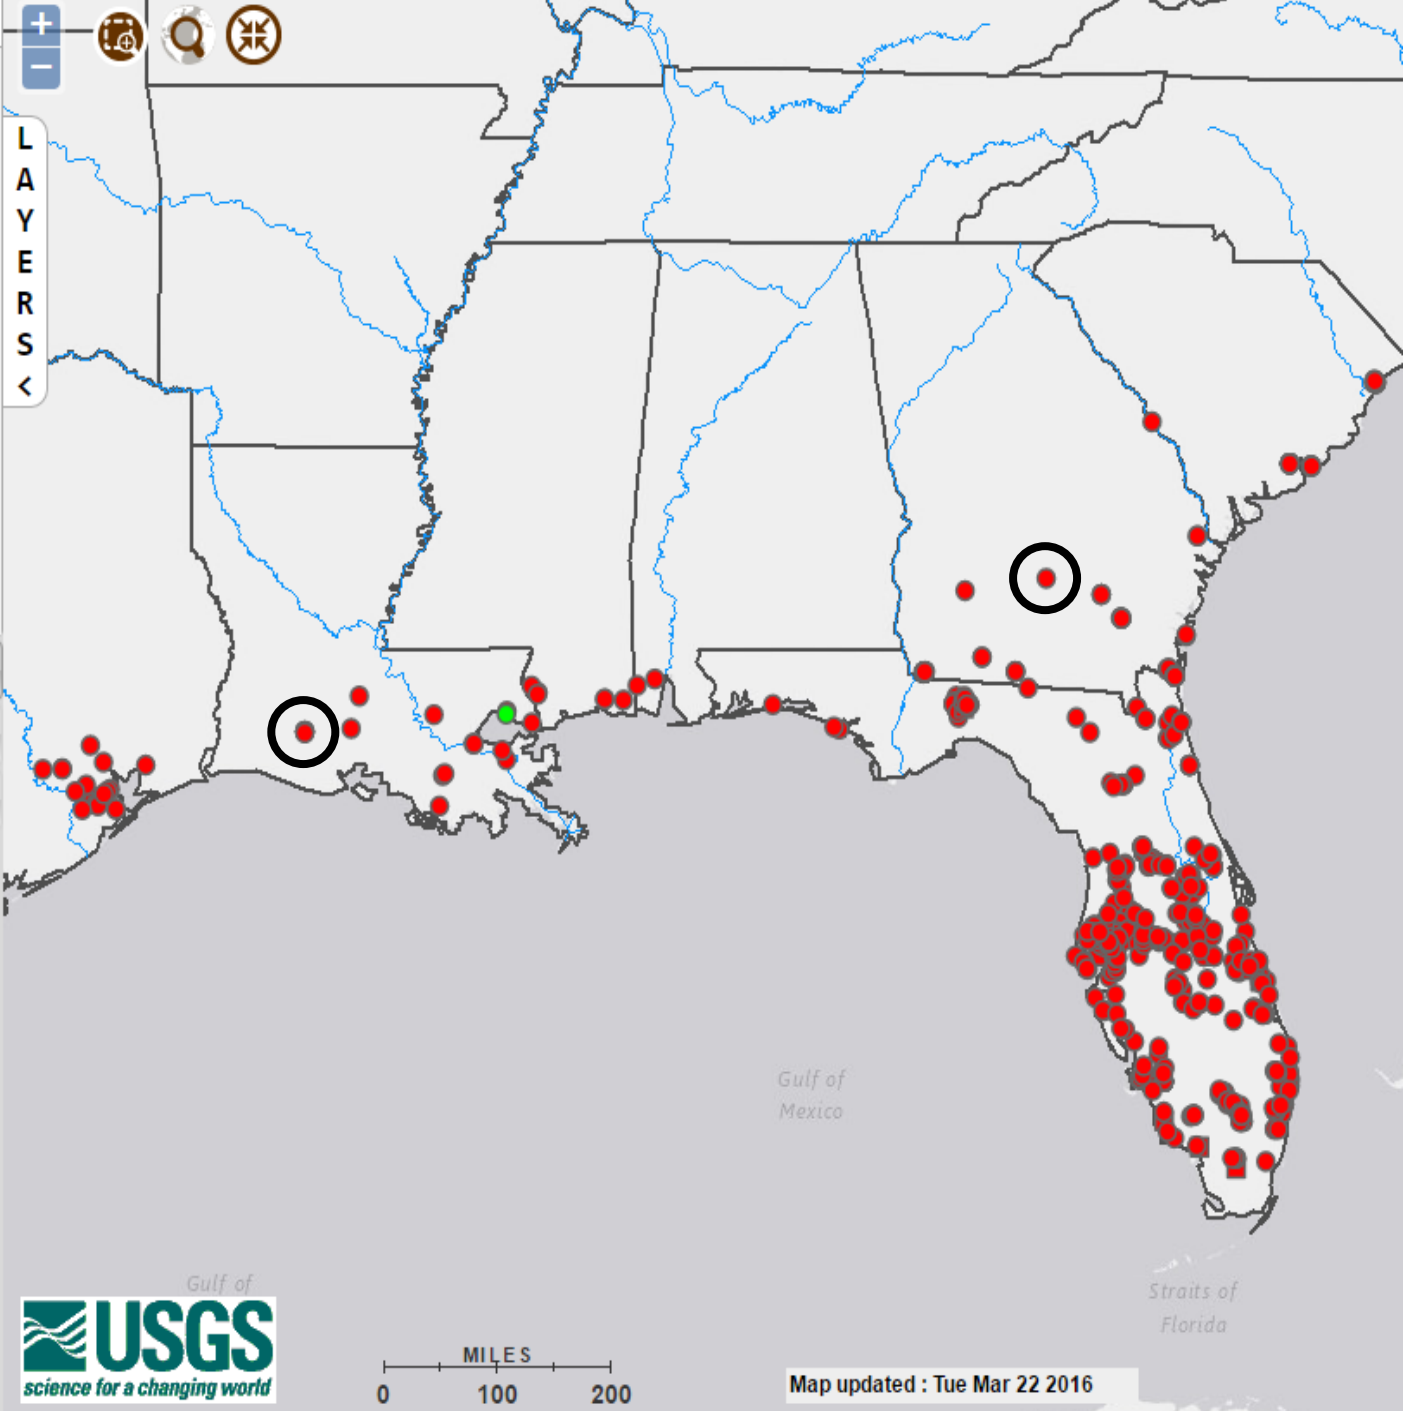 +
−
L
A
Y
E
R
S
<
Gulf of
Mexico
Gulf of
Straits of
Florida
USGS
science for a changing world
MILES
0 100 200
Map updated : Tue Mar 22 2016